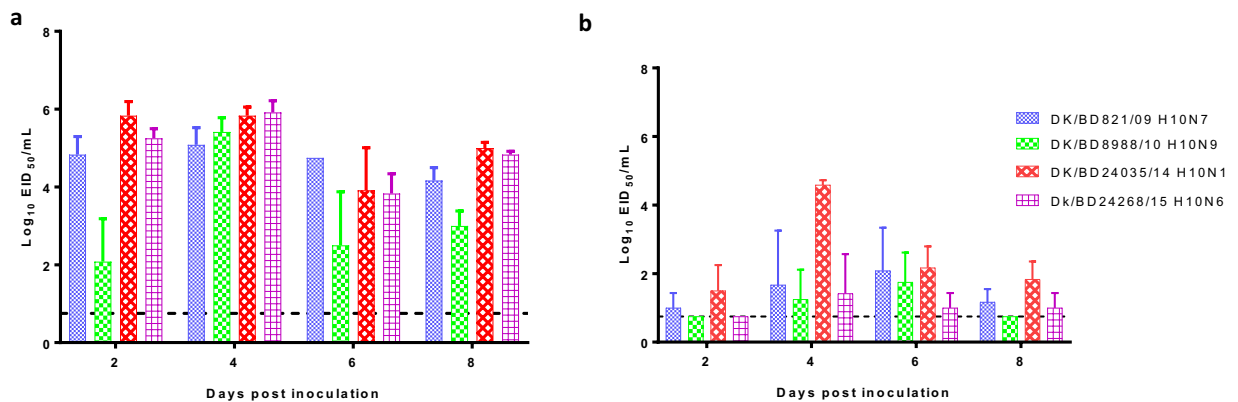 a
8
6
4
2
0
Log10 EID50/mL
2 4 6 8
Days post inoculation
b
8
6
4
2
0
Log10 EID50/mL
2 4 6 8
Days post inoculation
DK/BD821/09 H10N7
DK/BD8988/10 H10N9
DK/BD24035/14 H10N1
Dk/BD24268/15 H10N6